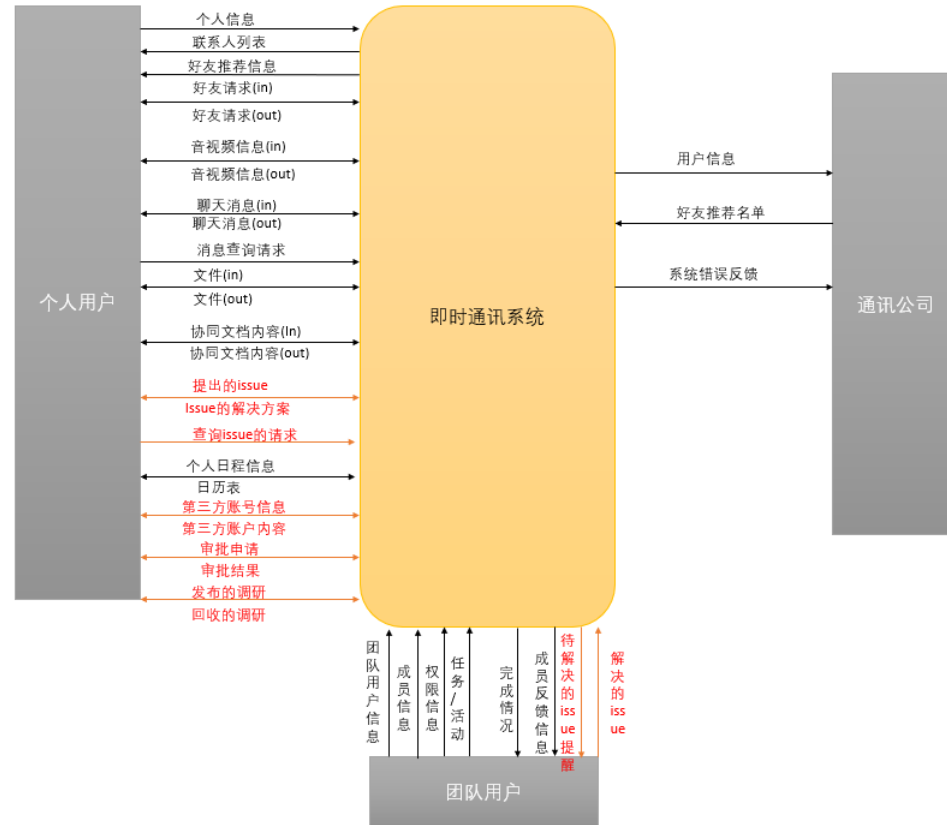 个人信息
联系人列表
好友推荐信息
好友请求(in)
好友请求(out)
音视频信息(in)
音视频信息(out)
聊天消息(in)
聊天消息(out)
消息查询请求
文件(in)
文件(out)
协同文档内容(In)
协同文档内容(out)
提出的issue
Issue的解决方案
查询issue的请求
个人日程信息
日历表
第三方账号信息
第三方账户内容
审批申请
审批结果
发布的调研
回收的调研
个人用户
即时通讯系统
用户信息
好友推荐名单
系统错误反馈
通讯公司
团队用户信息
成员信息
权限信息
任务/活动
完成情况
成员反馈信息
待解决的issue提醒
解决的issue
团队用户